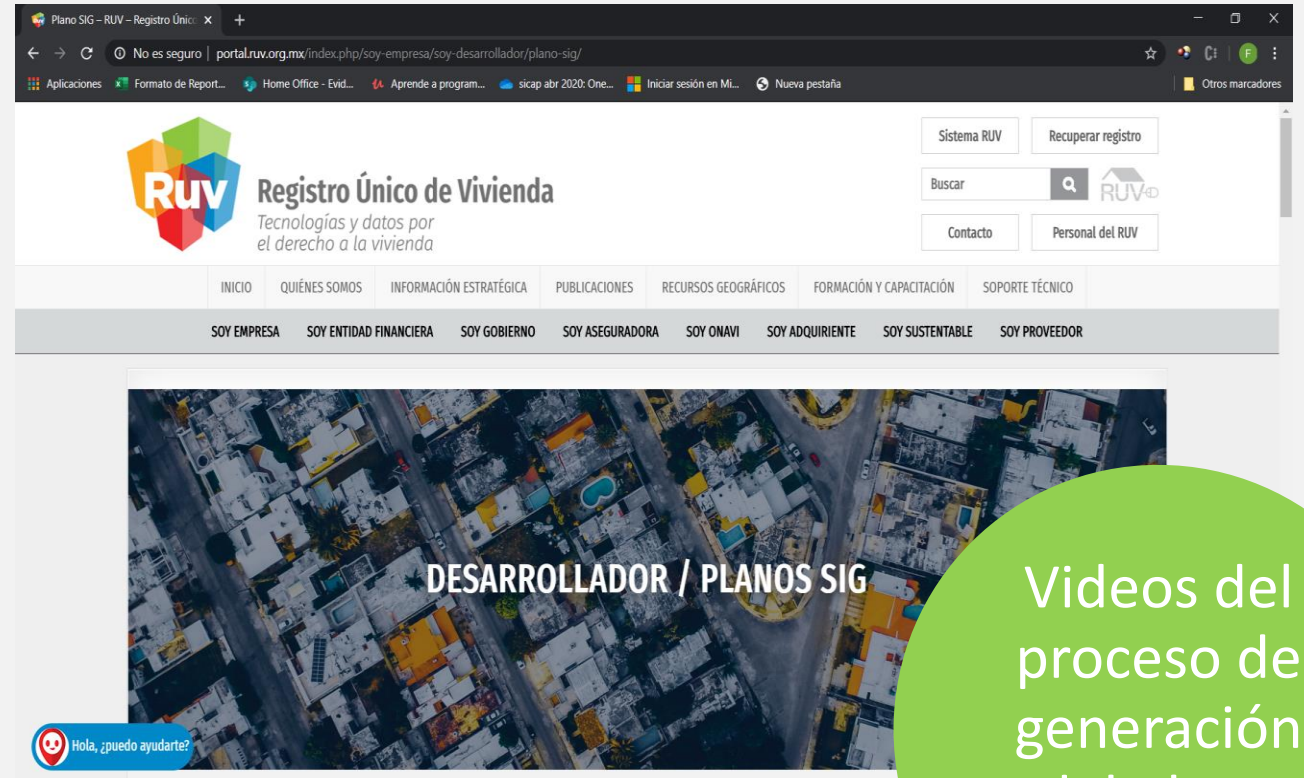 Plano SIG – RUV – Registro Único
No es seguro | portal.ruv.org.mx/index.php/soy-empresa/soy-desarrollador/plano-sig/
F
Aplicaciones Formato de Report... Home Office - Evid... Aprende a program... sicap abr 2020: One... Iniciar sesión en Mi... Nueva pestaña Otros marcadores
Sistema RUV Recuperar registro
Ruv
Registro Único de Vivienda
Tecnologías y datos por
el derecho a la vivienda
Buscar RUV
Contacto Personal del RUV
INICIO QUIÉNES SOMOS INFORMACIÓN ESTRATÉGICA PUBLICACIONES RECURSOS GEOGRÁFICOS FORMACIÓN Y CAPACITACIÓN SOPORTE TÉCNICO
SOY EMPRESA SOY ENTIDAD FINANCIERA SOY GOBIERNO SOY ASEGURADORA SOY ONAVI SOY ADQUIRIENTE SOY SUSTENTABLE SOY PROVEEDOR
DESARROLLADOR / PLANOS SIG
Videos del
proceso de
generación
Hola, ¿puedo ayudarte?